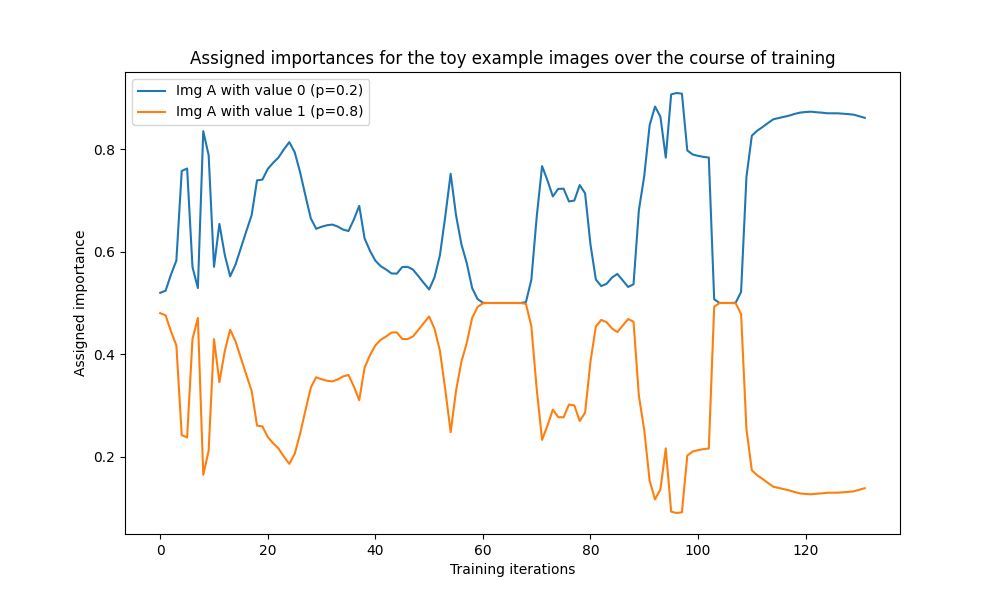 Assigned importances for the toy example images over the course of training
Img A with value 0 (p=0.2)
Img A with value 1 (p=0.8)
0.8
0.6
0.4
0.2
Assigned importance
0 20 40 60 80 100 120
Training iterations